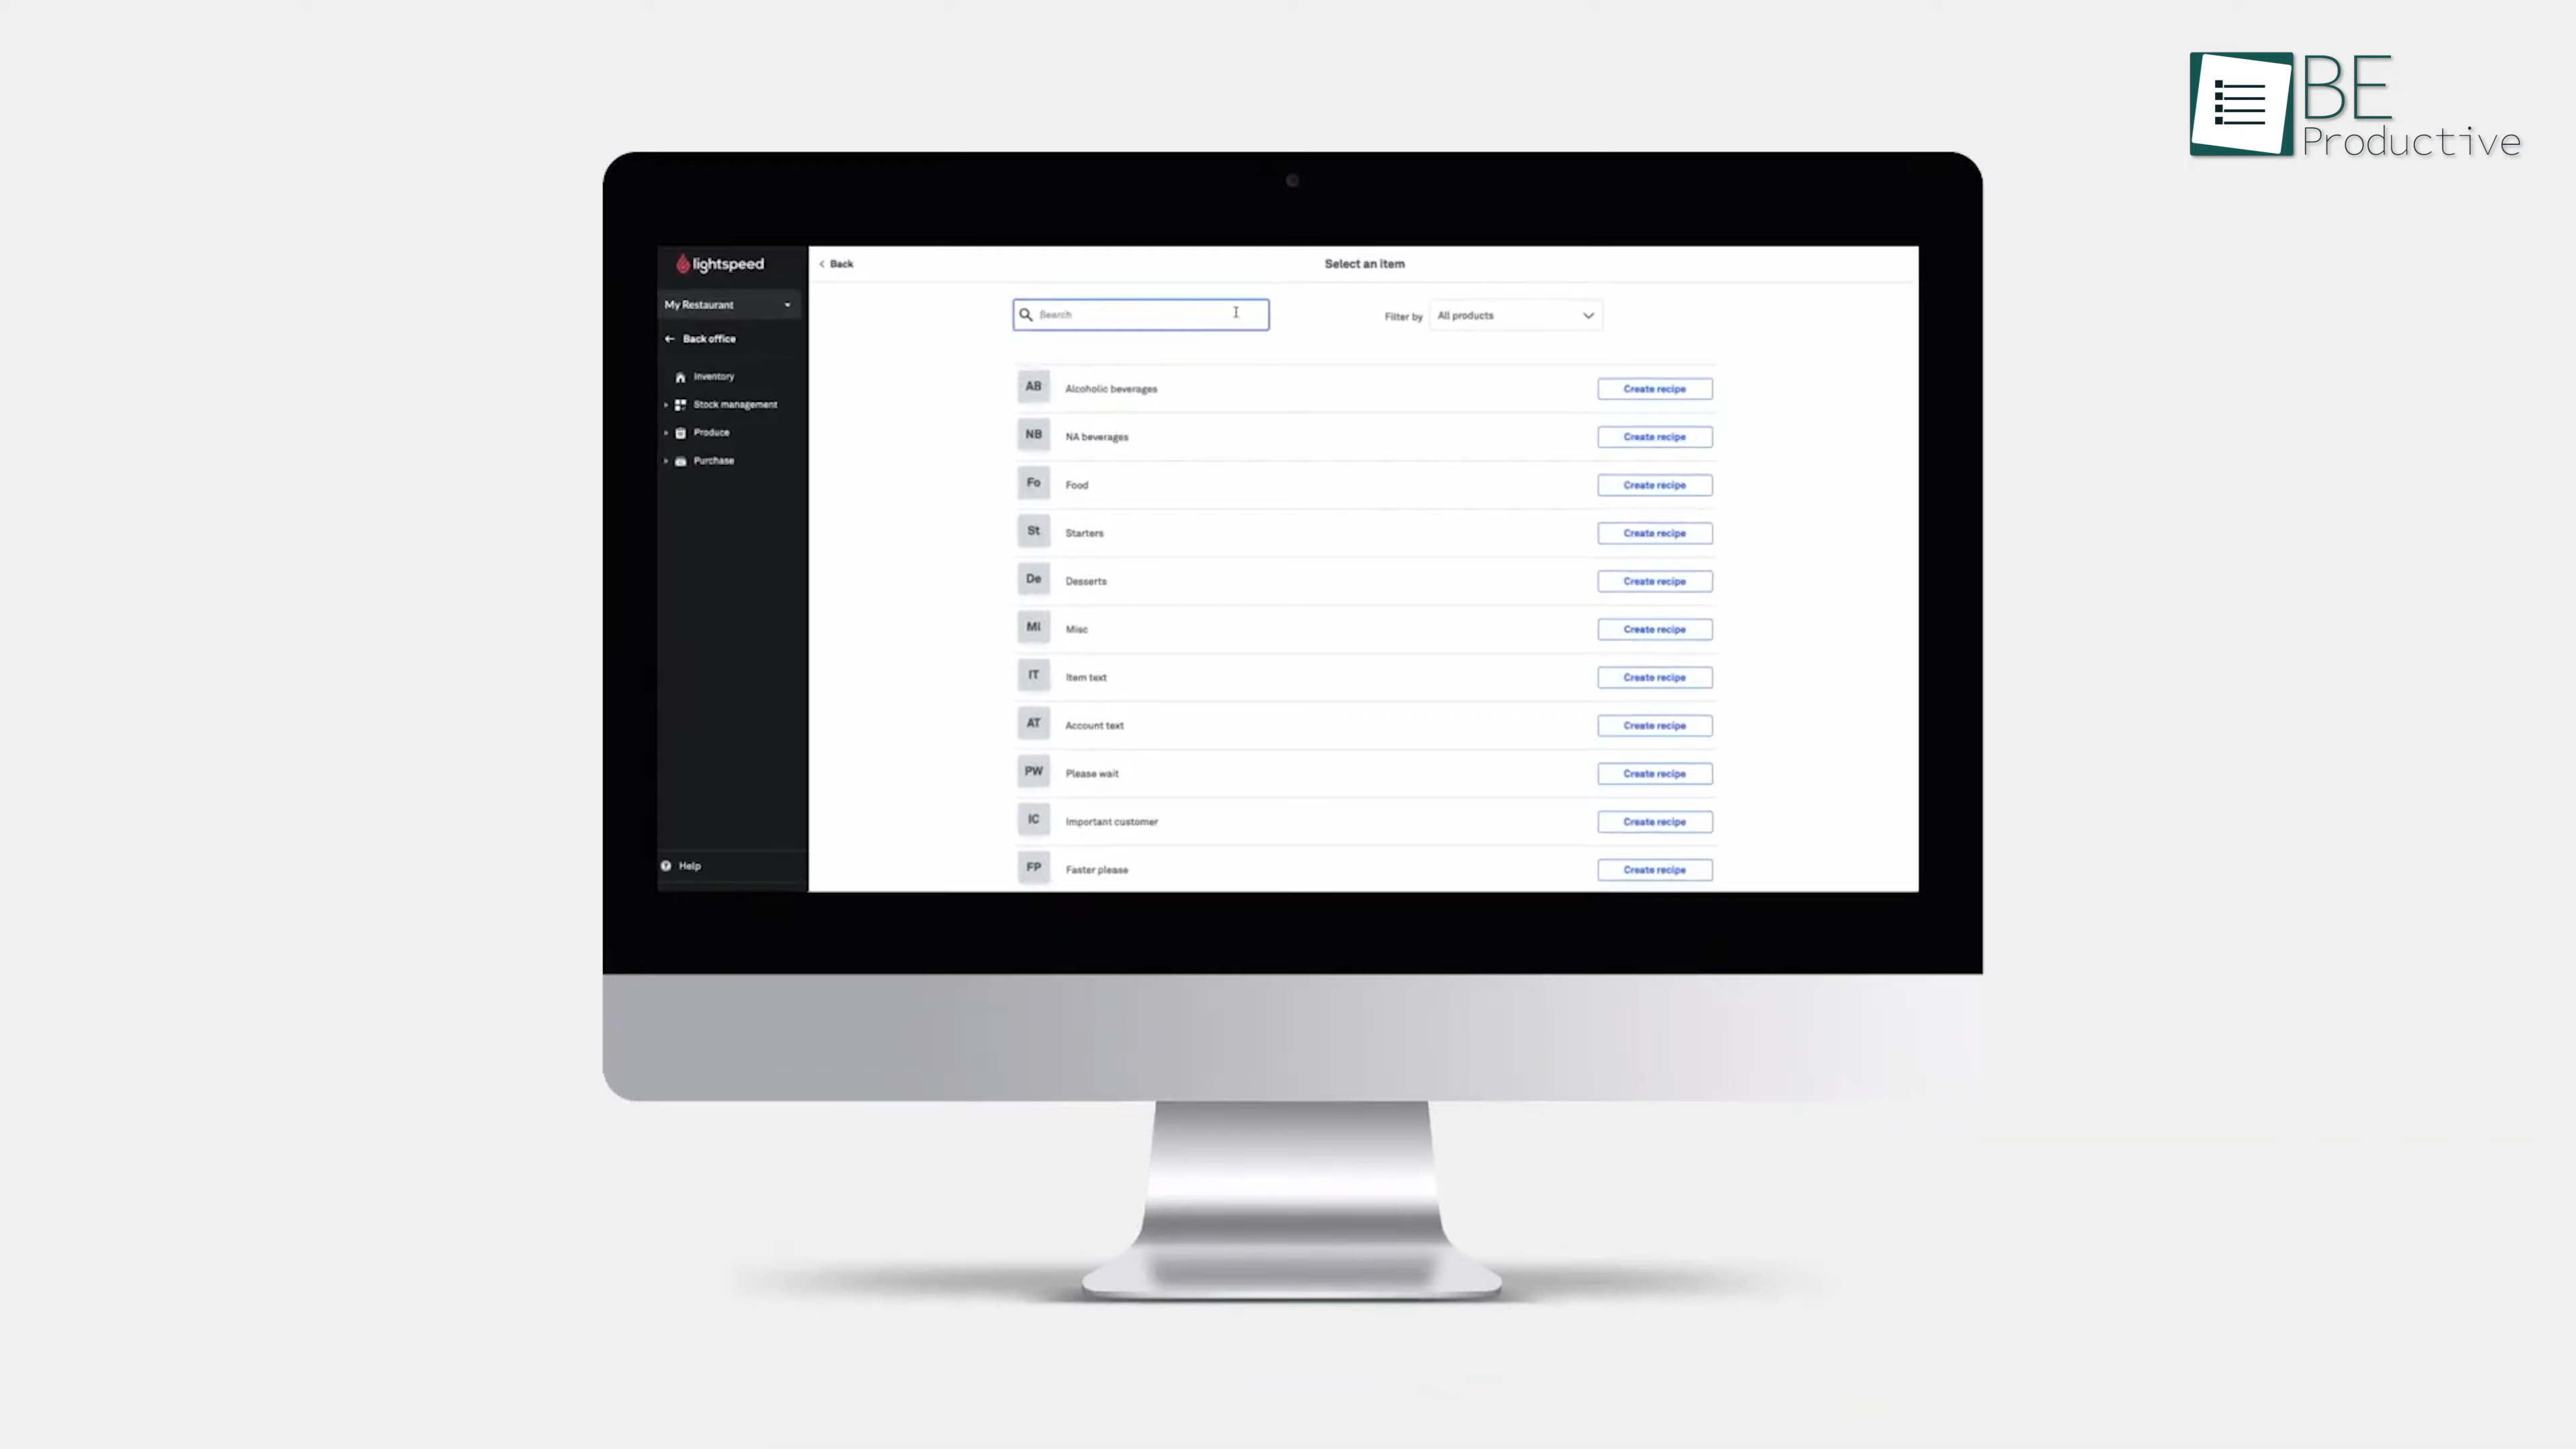 BE
Productive
lightspeed
Back
Select an item
My Restaurant
Search
Filter by
All products
Back office
Inventory
Stock management
Produce
Purchase
AB Alcoholic beverages Create recipe
NB NA beverages Create recipe
Fo Food Create recipe
St Starters Create recipe
De Desserts Create recipe
Mi Misc Create recipe
IT Item text Create recipe
AT Account text Create recipe
PW Please wait Create recipe
IC Important customer Create recipe
FP Faster please Create recipe
Help